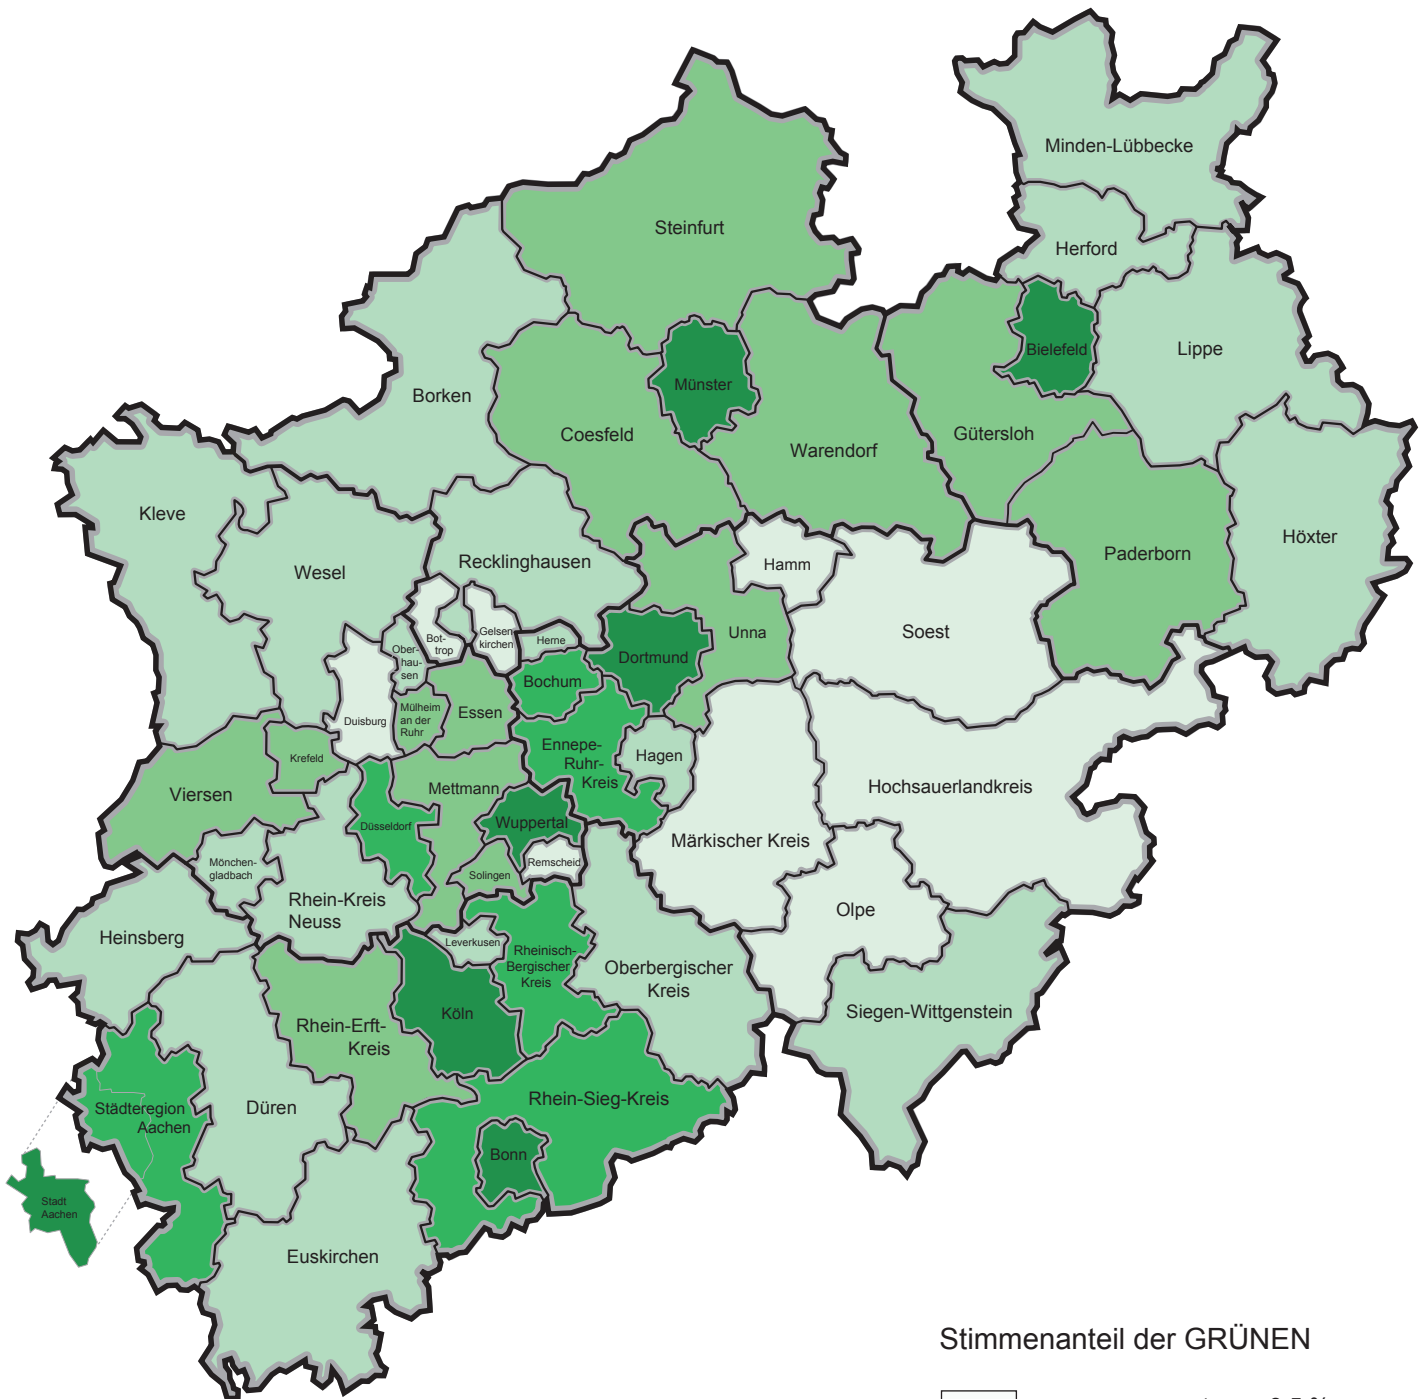 Minden-Lübbecke
Steinfurt
Herford
Bielefeld
Lippe
Münster
Borken
Coesfeld
Gütersloh
Warendorf
Kleve
Höxter
Paderborn
Recklinghausen
Hamm
Wesel
Soest
Unna
Gelsen
kirchen
Bot-
trop
Herne
Ober-
hau-
sen
Dortmund
Bochum
Essen
Mülheim
an der
Ruhr
Duisburg
Ennepe-
Ruhr-
Kreis
Hagen
Krefeld
Mettmann
Viersen
Hochsauerlandkreis
Düsseldorf
Wuppertal
Märkischer Kreis
Remscheid
Mönchen-
gladbach
Solingen
Rhein-Kreis
Neuss
Olpe
Heinsberg
Leverkusen
Rheinisch-
Bergischer
Kreis
Oberbergischer
Kreis
Siegen-Wittgenstein
Köln
Rhein-Erft-
Kreis
Rhein-Sieg-Kreis
Städteregion
Aachen
Düren
Bonn
Stadt
Aachen
Euskirchen
Stimmenanteil der GRÜNEN